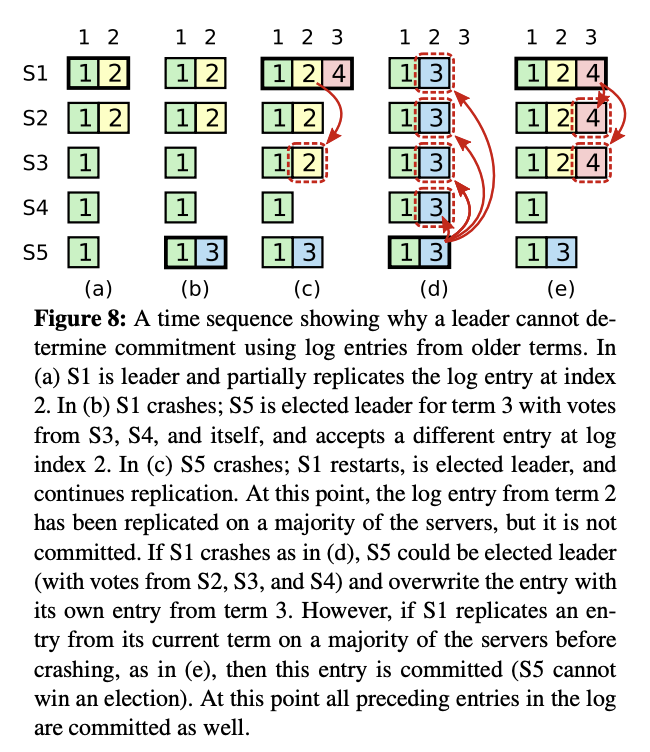 1 2 1 2 1 2 3 1 2 3 1 2 3
S1 1 2 1 2 1 2 4 1 3 1 2 4
S2 1 2 1 2 1 2 1 3 1 2 4
S3 1 1 1 2 1 3 1 2 4
S4 1 1 1 1 3 1
S5 1 1 3 1 3 1 3 1 3
(a) (b) (c) (d) (e)
Figure 8: A time sequence showing why a leader cannot de-
termine commitment using log entries from older terms. In
(a) S1 is leader and partially replicates the log entry at index
2. In (b) S1 crashes; S5 is elected leader for term 3 with votes
from S3, S4, and itself, and accepts a different entry at log
index 2. In (c) S5 crashes; S1 restarts, is elected leader, and
continues replication. At this point, the log entry from term 2
has been replicated on a majority of the servers, but it is not
committed. If S1 crashes as in (d), S5 could be elected leader
(with votes from S2, S3, and S4) and overwrite the entry with
its own entry from term 3. However, if S1 replicates an en-
try from its current term on a majority of the servers before
crashing, as in (e), then this entry is committed (S5 cannot
win an election). At this point all preceding entries in the log
are committed as well.